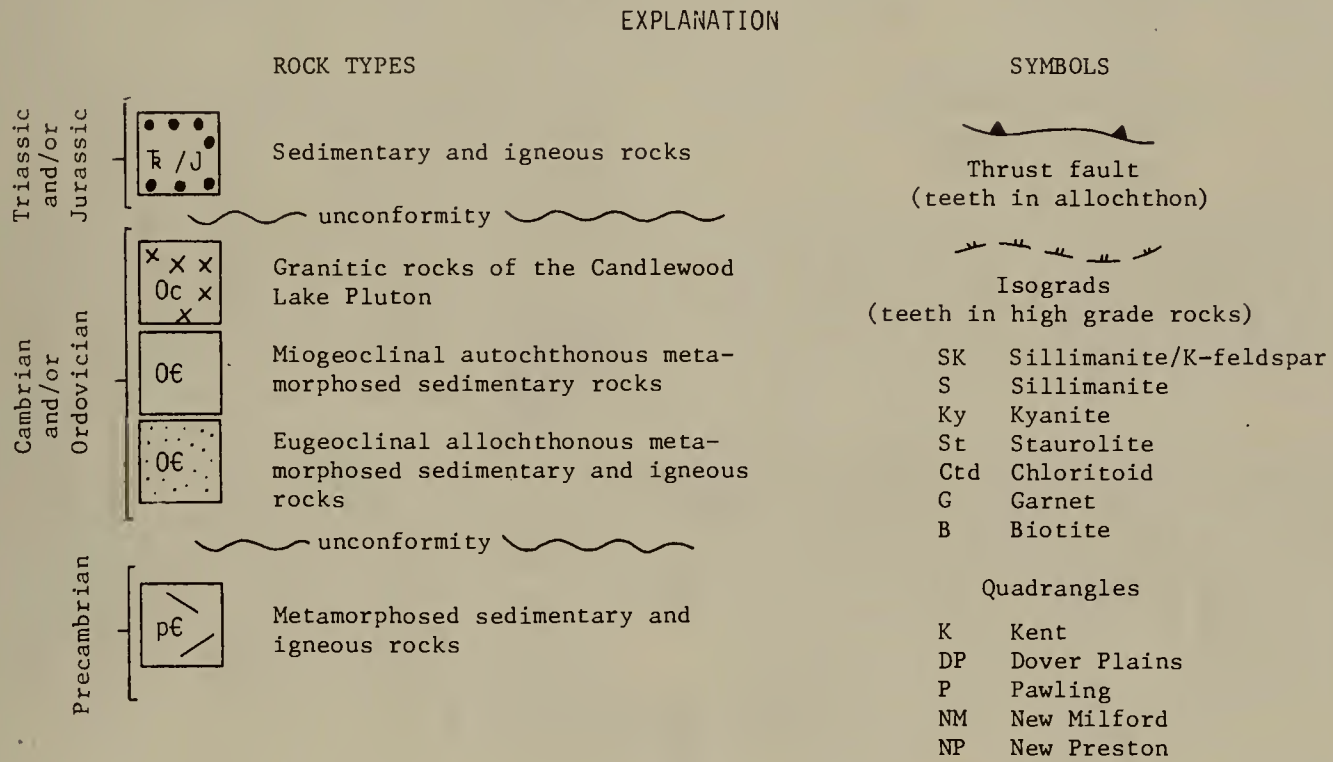 EXPLANATION
ROCK TYPES
Triassic
and/or
Jurassic
Ꞧ /J
Sedimentary and igneous rocks
unconformity
Cambrian
and/or
Ordovician
Oc
Granitic rocks of the Candlewood
Lake Pluton
O€
Miogeoclinal autochthonous meta-
morphosed sedimentary rocks
O€
Eugeoclinal allochthonous meta-
morphosed sedimentary and igneous
rocks
unconformity
Precambrian
p€
Metamorphosed sedimentary and
igneous rocks
SYMBOLS
Thrust fault
(teeth in allochthon)
Isograds
(teeth in high grade rocks)
SK Sillimanite/K-feldspar
S Sillimanite
Ky Kyanite
St Staurolite
Ctd Chloritoid
G Garnet
B Biotite
Quadrangles
K Kent
DP Dover Plains
P Pawling
NM New Milford
NP New Preston